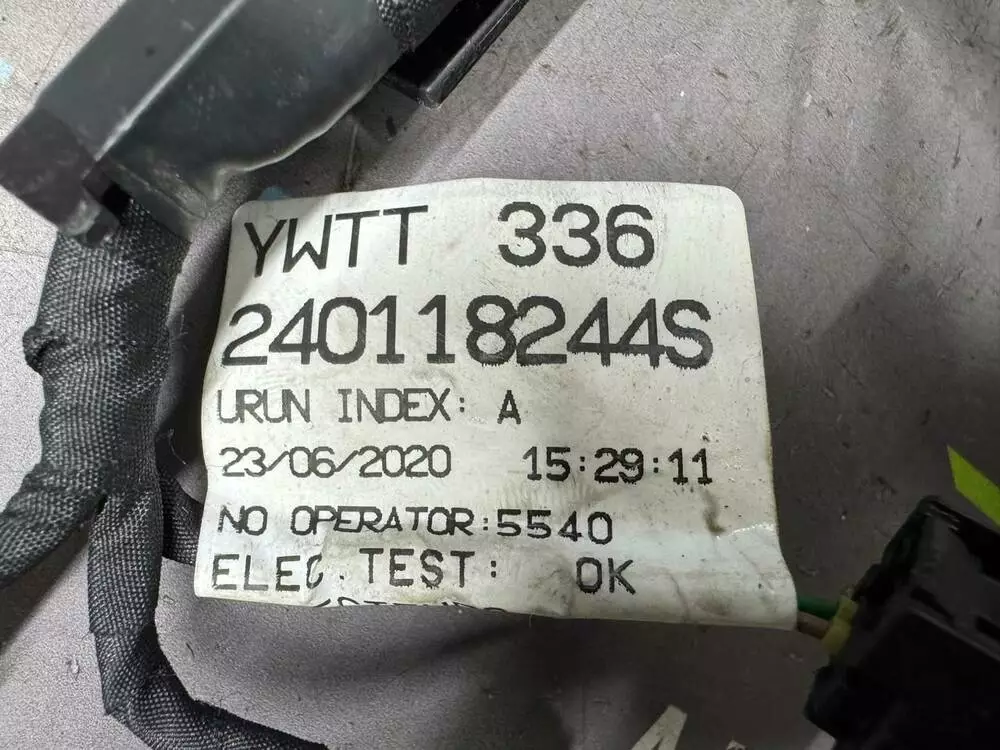 YWTT 336
240118244S
URUN INDEX: A
23/06/2020 15:29:11
NO OPERATOR:5540
ELEC.TEST: OK